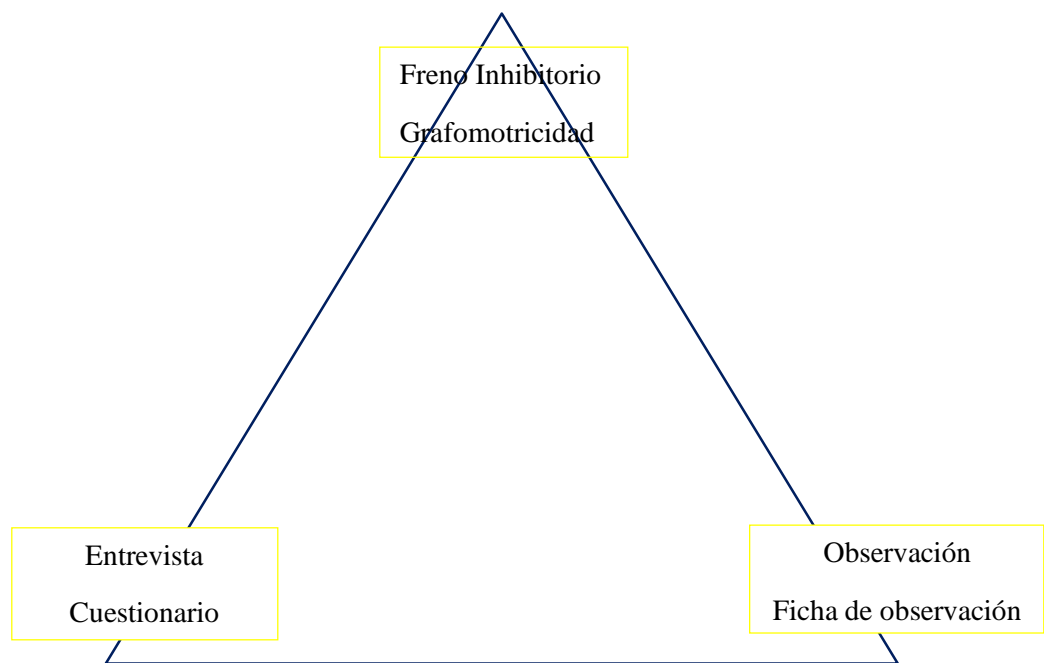 Freno Inhibitorio
Grafomotricidad
Entrevista
Cuestionario
Observación
Ficha de observación